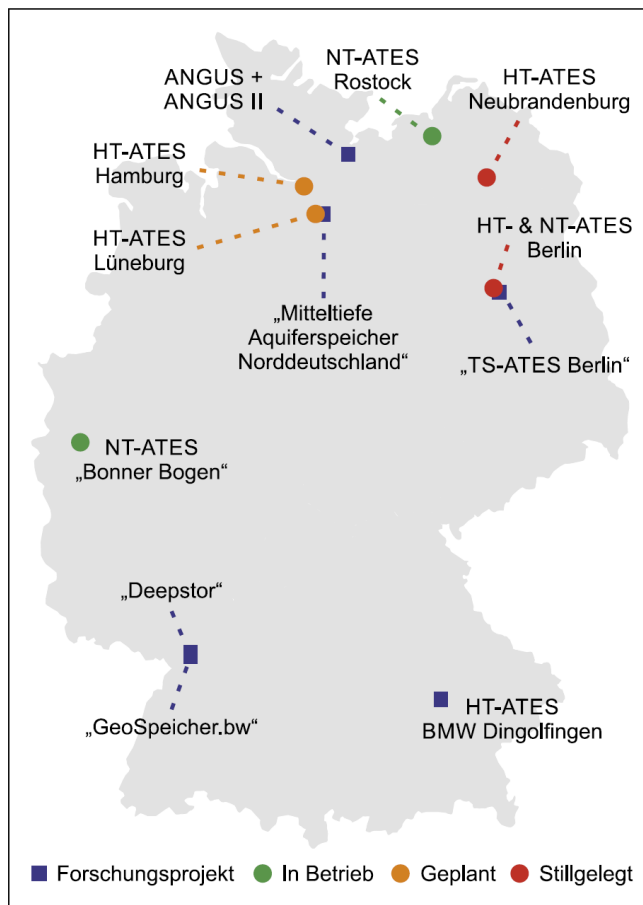 ANGUS +
ANGUS II
NT-ATES
Rostock
HT-ATES
Neubrandenburg
HT-ATES
Hamburg
HT-ATES
Lüneburg
HT- & NT-ATES
Berlin
„Mitteltiefe
Aquiferspeicher
Norddeutschland“
„TS-ATES Berlin“
NT-ATES
„Bonner Bogen“
„Deepstor“
„GeoSpeicher.bw“
HT-ATES
BMW Dingolfingen
Forschungsprojekt
In Betrieb
Geplant
Stillgelegt